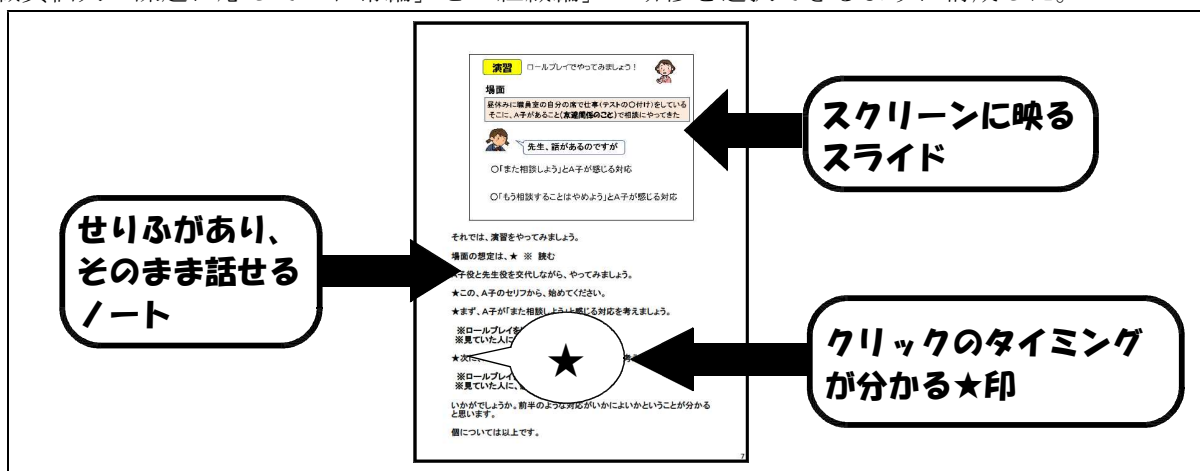 演習 ロールプレイでやってみましょう！
場面
昼休みに職員室の自分の席で仕事(テストの〇付け)をしている
そこに、A子があること(友達関係のこと)で相談にやってきた
先生、話があるのですが
〇「また相談しよう」とA子が感じる対応
〇「もう相談することはやめよう」とA子が感じる対応
スクリーンに映る
スライド
せりふがあり、
そのまま話せる
ノート
それでは、演習をやってみましょう。
場面の想定は、★ ※ 読む
子役と先生役を交代しながら、やってみましょう。
★この、A子のセリフから、始めてください。
★まず、A子が「また相談しよう」と感じる対応を考えましょう。
※ロールプレイを
※見ていた人に
★次に、
※ロールプレイ
※見ていた人に、
いかがでしょうか。前半のような対応がいかによいかということが分かる
と思います。
個については以上です。
7
★
クリックのタイミング
が分かる★印